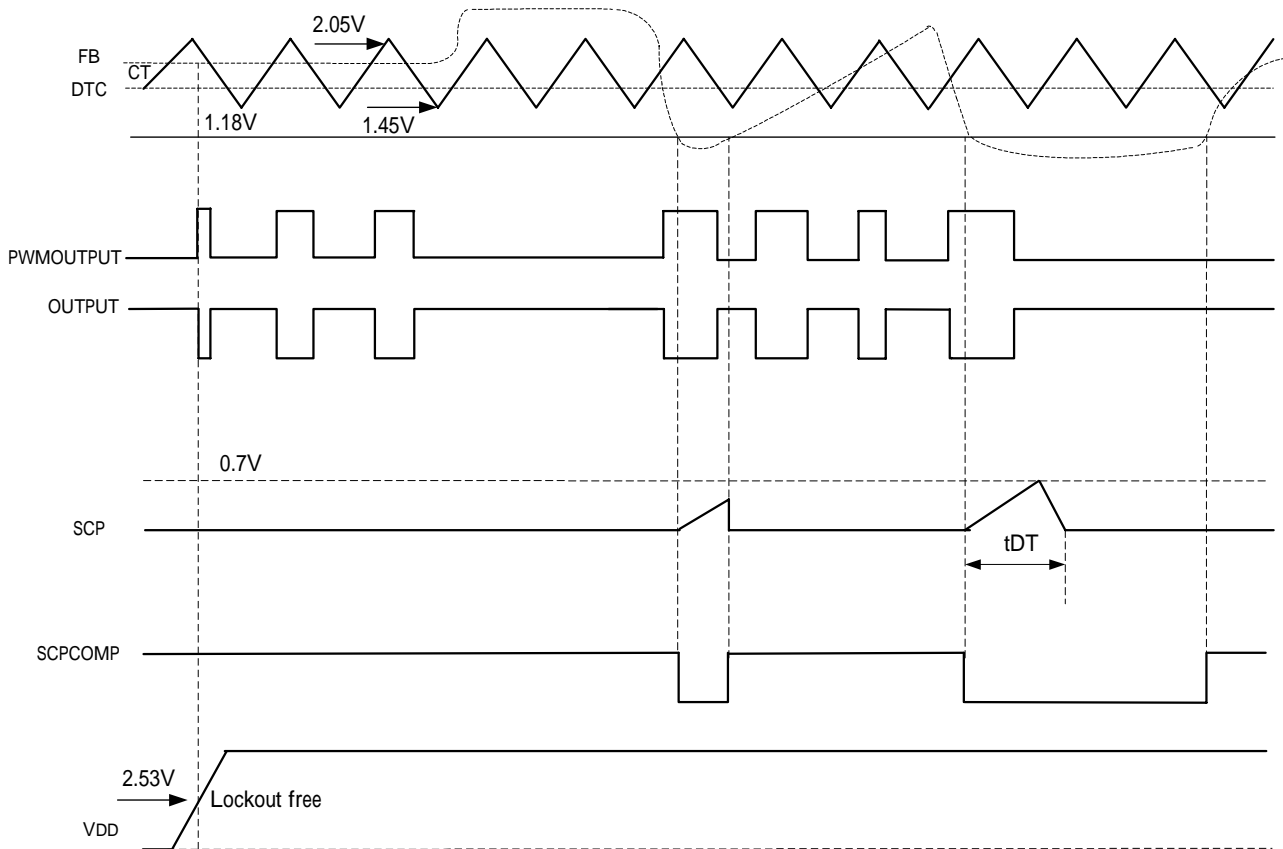 2.05V
FB
CT
DTC
1.18V
1.45V
PWMOUTPUT
OUTPUT
0.7V
SCP
tDT
SCPCOMP
2.53V
Lockout free
VDD